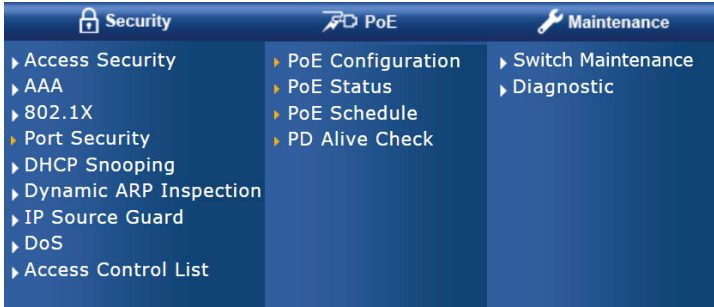 Security
PoE
Maintenance
Access Security
AAA
802.1X
Port Security
DHCP Snooping
Dynamic ARP Inspection
IP Source Guard
DoS
Access Control List
PoE Configuration
PoE Status
PoE Schedule
PD Alive Check
Switch Maintenance
Diagnostic